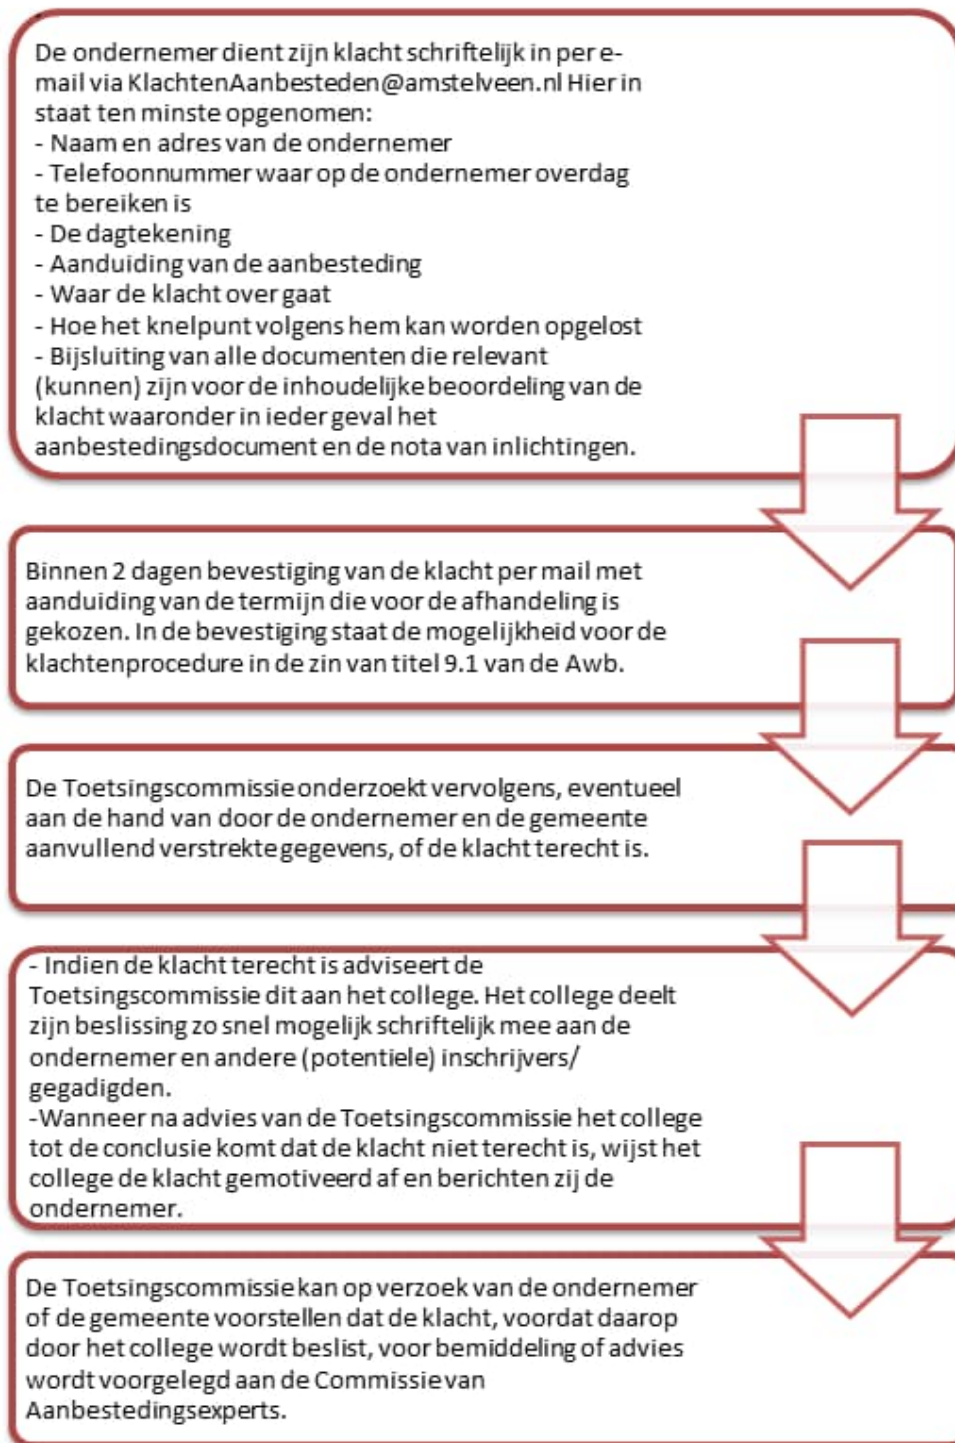 De ondernemer dient zijn klacht schriftelijk in per e-
mail via KlachtenAanbesteden@amstelveen.nl Hier in
staat ten minste opgenomen:
- Naam en adres van de ondernemer
- Telefoonnummer waar op de ondernemer overdag
te bereiken is
- De dagtekening
- Aanduiding van de aanbesteding
- Waar de klacht over gaat
- Hoe het knelpunt volgens hem kan worden opgelost
- Bijsluiting van alle documenten die relevant
(kunnen) zijn voor de inhoudelijke beoordeling van de
klacht waaronder in ieder geval het
aanbestedingsdocument en de nota van inlichtingen.
Binnen 2 dagen bevestiging van de klacht per mail met
aanduiding van de termijn die voor de afhandeling is
gekozen. In de bevestiging staat de mogelijkheid voor de
klachtenprocedure in de zin van titel 9.1 van de Awb.
De Toetsingscommissie onderzoekt vervolgens, eventueel
aan de hand van door de ondernemer en de gemeente
aanvullend verstrekte gegevens, of de klacht terecht is.
- Indien de klacht terecht is adviseert de
Toetsingscommissie dit aan het college. Het college deelt
zijn beslissing zo snel mogelijk schriftelijk mee aan de
ondernemer en andere (potentiele) inschrijvers/
gegadigden.
-Wanneer na advies van de Toetsingscommissie het college
tot de conclusie komt dat de klacht niet terecht is, wijst het
college de klacht gemotiveerd af en berichten zij de
ondernemer.
De Toetsingscommissie kan op verzoek van de ondernemer
of de gemeente voorstellen dat de klacht, voordat daarop
door het college wordt beslist, voor bemiddeling of advies
wordt voorgelegd aan de Commissie van
Aanbestedingsexperts.